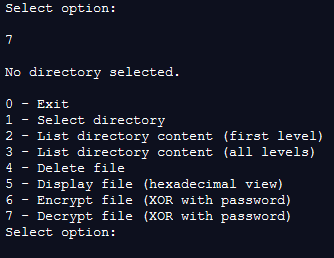 Select option:
7
No directory selected.
0 - Exit
1 - Select directory
2 - List directory content (first level)
3 - List directory content (all levels)
4 - Delete file
5 - Display file (hexadecimal view)
6 - Encrypt file (XOR with password)
7 - Decrypt file (XOR with password)
Select option: